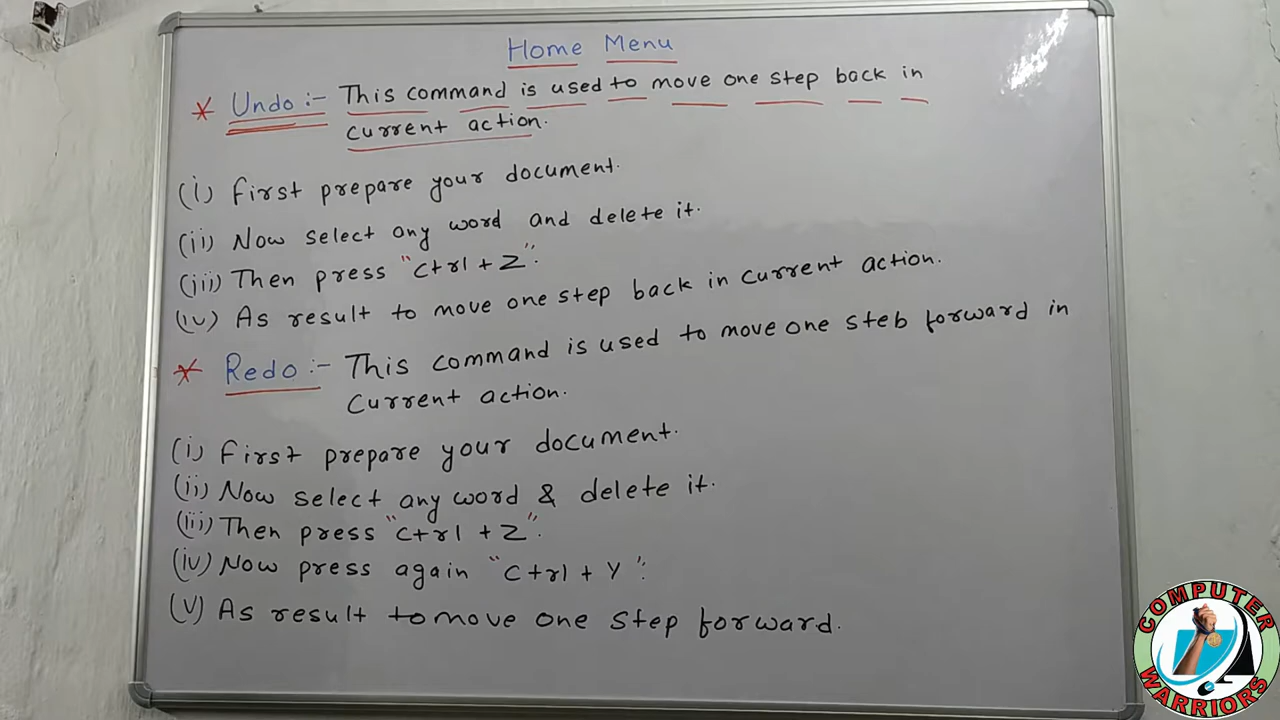 Home Menu
* Undo :- This command is used to move one step back in
current action.
(i) First prepare your document.
(ii) Now select any word and delete it.
(iii) Then press "Ctrl + Z".
(iv) As result to move one step back in current action.
* Redo :- This command is used to move one steb forward in
Current action.
(i) First prepare your document.
(ii) Now select any word & delete it.
(iii) Then press "Ctrl + Z".
(iv) Now press again "Ctrl + Y".
(v) As result to move one step forward.
COMPUTER
WARRIORS